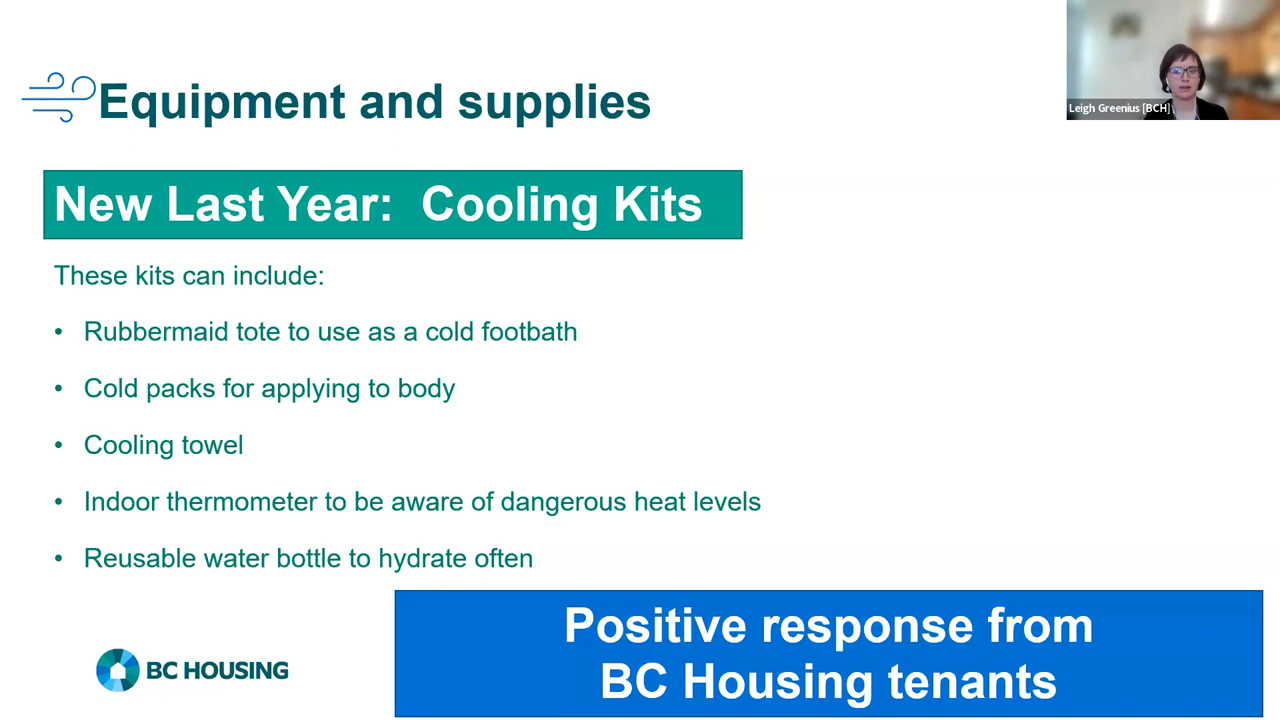 Equipment and supplies
Leigh Greenius [BCH]
New Last Year:  Cooling Kits
These kits can include:
• Rubbermaid tote to use as a cold footbath
• Cold packs for applying to body
• Cooling towel
• Indoor thermometer to be aware of dangerous heat levels
• Reusable water bottle to hydrate often
Positive response from
BC Housing tenants
BC HOUSING